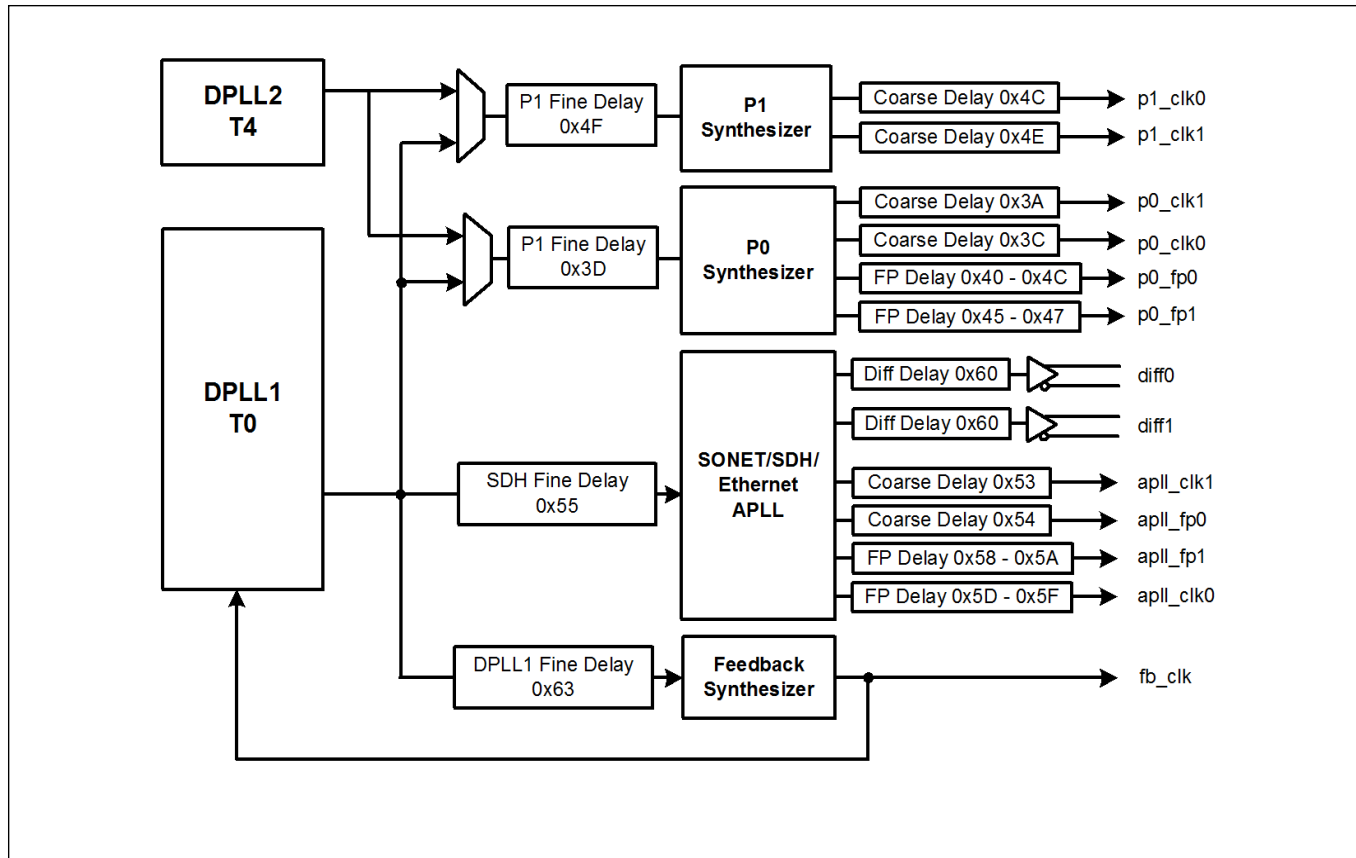 DPLL2
T4
P1 Fine Delay
0x4F
P1
Synthesizer
Coarse Delay 0x4C
p1_clk0
Coarse Delay 0x4E
p1_clk1
DPLL1
T0
P1 Fine Delay
0x3D
P0
Synthesizer
Coarse Delay 0x3A
p0_clk1
Coarse Delay 0x3C
p0_clk0
FP Delay 0x40 - 0x4C
p0_fp0
FP Delay 0x45 - 0x47
p0_fp1
SDH Fine Delay
0x55
SONET/SDH/
Ethernet
APLL
Diff Delay 0x60
diff0
Diff Delay 0x60
diff1
Coarse Delay 0x53
apll_clk1
Coarse Delay 0x54
apll_fp0
FP Delay 0x58 - 0x5A
apll_fp1
FP Delay 0x5D - 0x5F
apll_clk0
DPLL1 Fine Delay
0x63
Feedback
Synthesizer
fb_clk